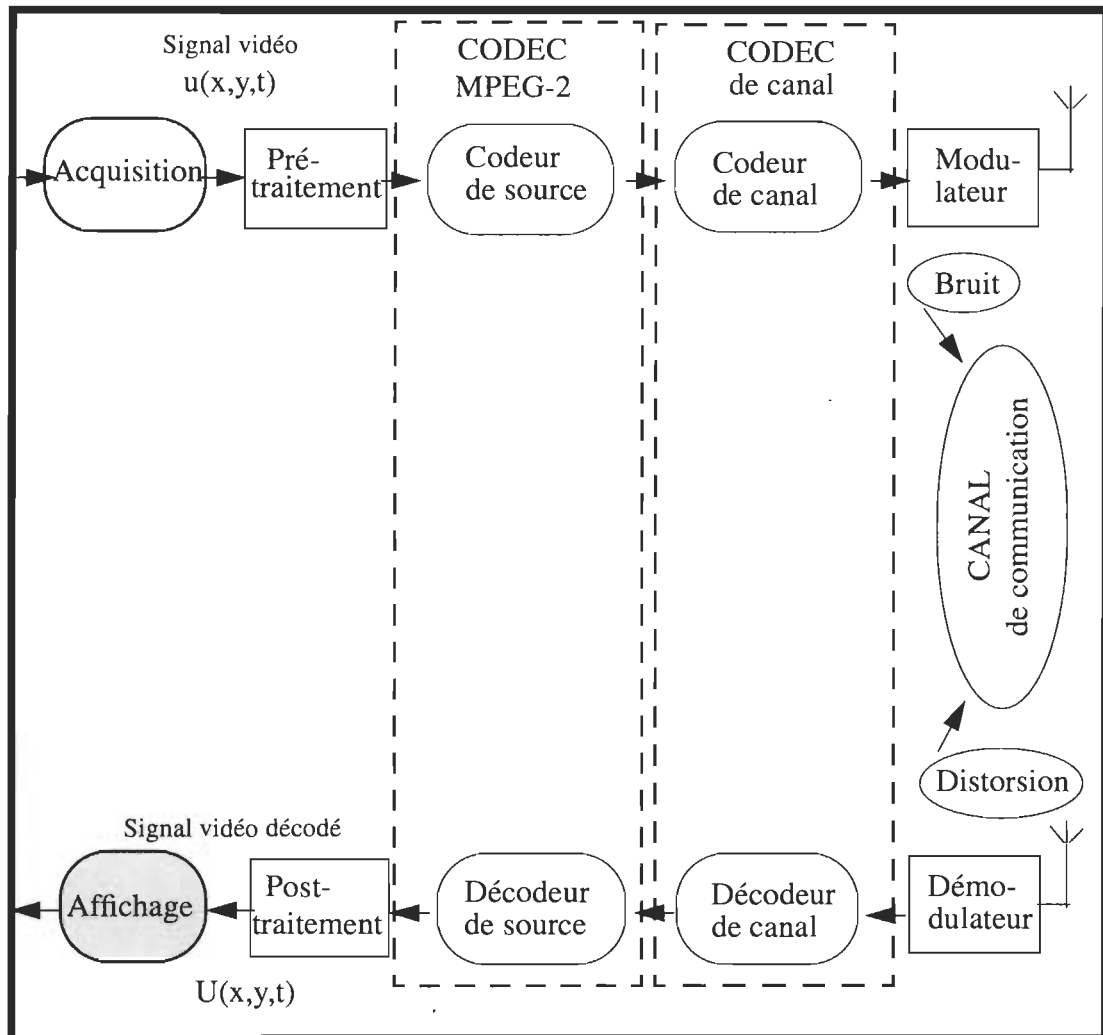 Signal vidéo
u(x,y,t)
CODEC
MPEG-2
CODEC
de canal
Acquisition
Pré-
traitement
Codeur
de source
Codeur
de canal
Modu-
lateur
Bruit
CANAL
de communication
Distorsion
Signal vidéo décodé
Affichage
Post-
traitement
Décodeur
de source
Décodeur
de canal
Démo-
dulateur
U(x,y,t)